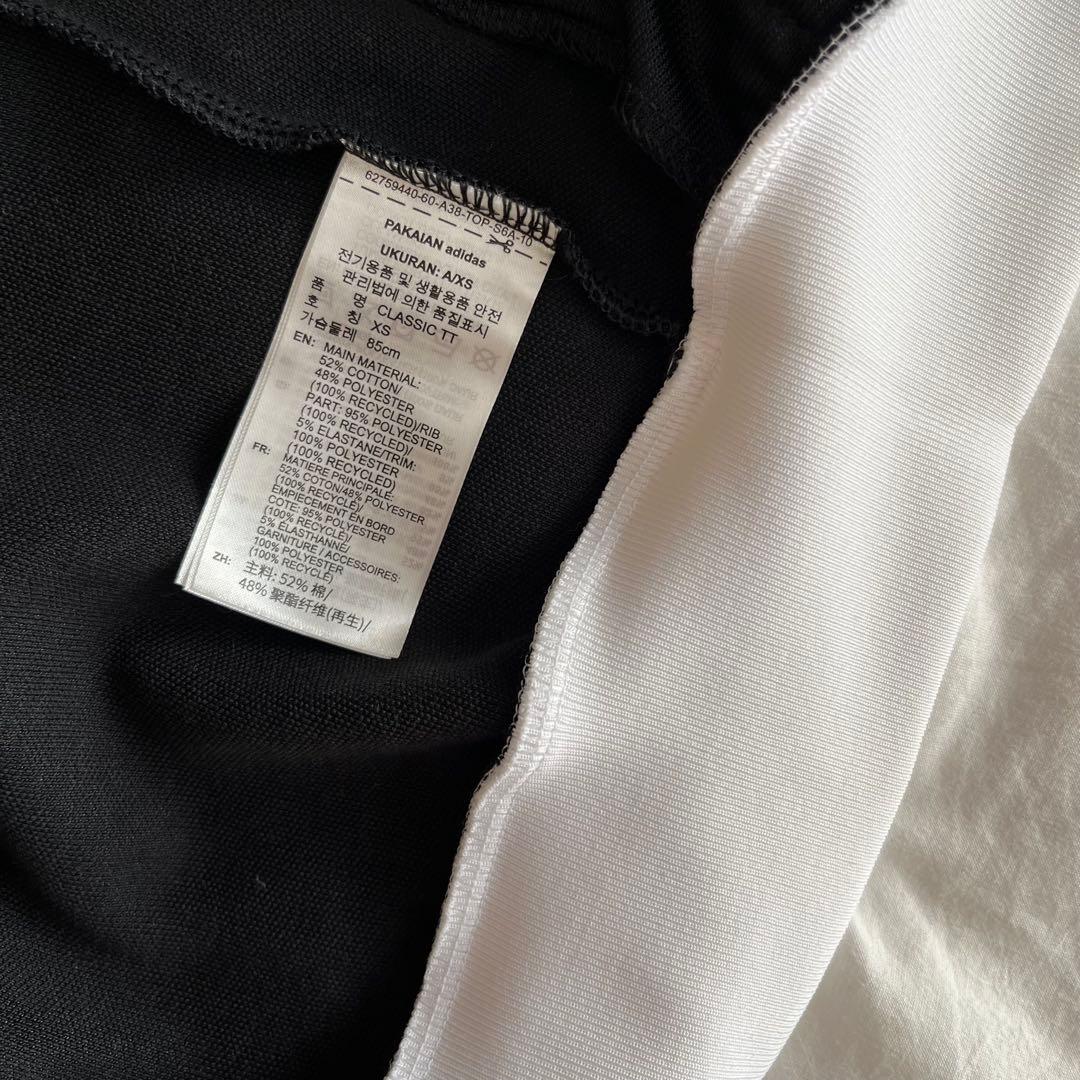 62759440-60-A38-TOP-S6A-10
PAKAIAN adidas
UKURAN: A/XS
전기용품 및 생활용품 안전
관리법에 의한 품질표시
품 명 CLASSIC TT
호 칭 XS
가슴둘레 85cm
EN: MAIN MATERIAL:
52% COTTON/
48% POLYESTER
(100% RECYCLED)/RIB
PART: 95% POLYESTER
(100% RECYCLED)/
5% ELASTANE/TRIM:
100% POLYESTER
(100% RECYCLED)
FR: MATIERE PRINCIPALE:
52% COTON/48% POLYESTER
(100% RECYCLÉ)/
EMPIECEMENT EN BORD
COTE: 95% POLYESTER
(100% RECYCLÉ)/
5% ÉLASTHANNE/
GARNITURE / ACCESSOIRES:
100% POLYESTER
(100% RECYCLÉ)
ZH: 主料: 52% 棉/
48% 聚酯纤维(再生)/